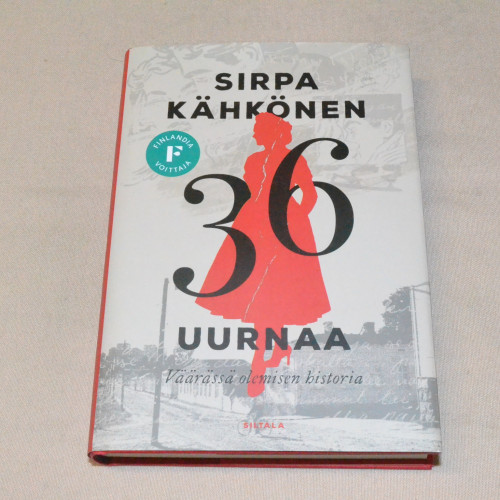 SIRPA
KÄHKÖNEN
FINLANDIA
F
VOITTAJA
36
UURNAA
Väärässä olemisen historia
SILTALA